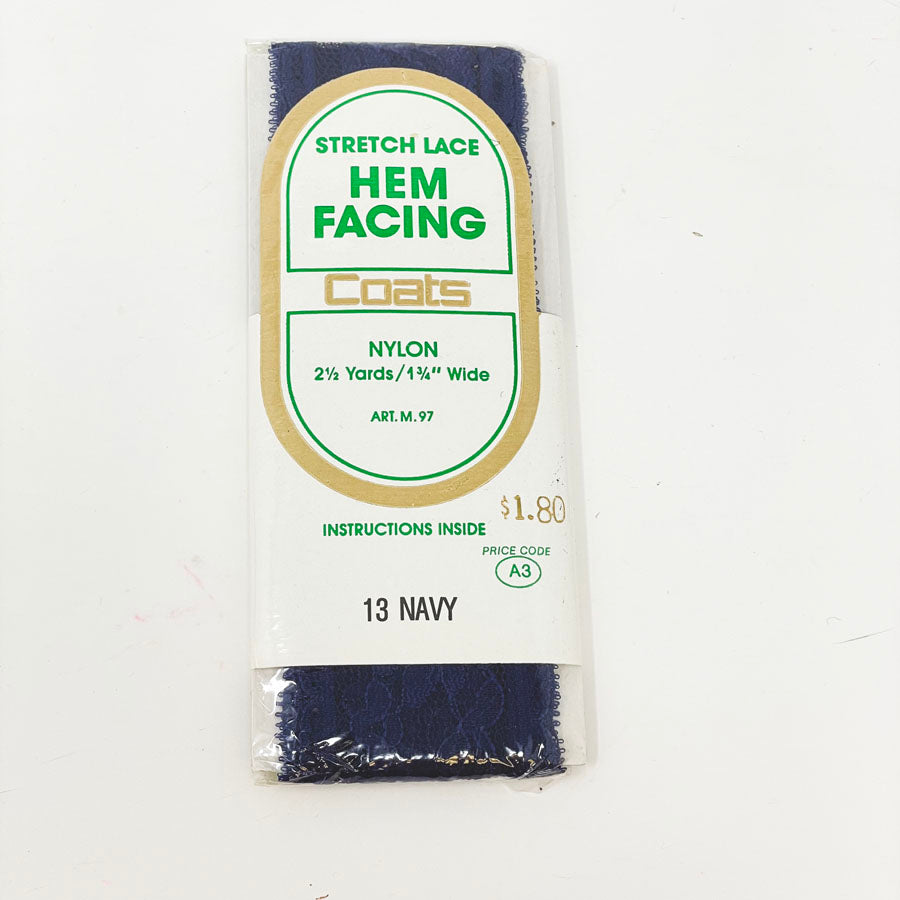 STRETCH LACE
HEM
FACING
Coats
NYLON
2½ Yards/1¾" Wide
ART. M. 97
$1.80
INSTRUCTIONS INSIDE
PRICE CODE
A3
13 NAVY